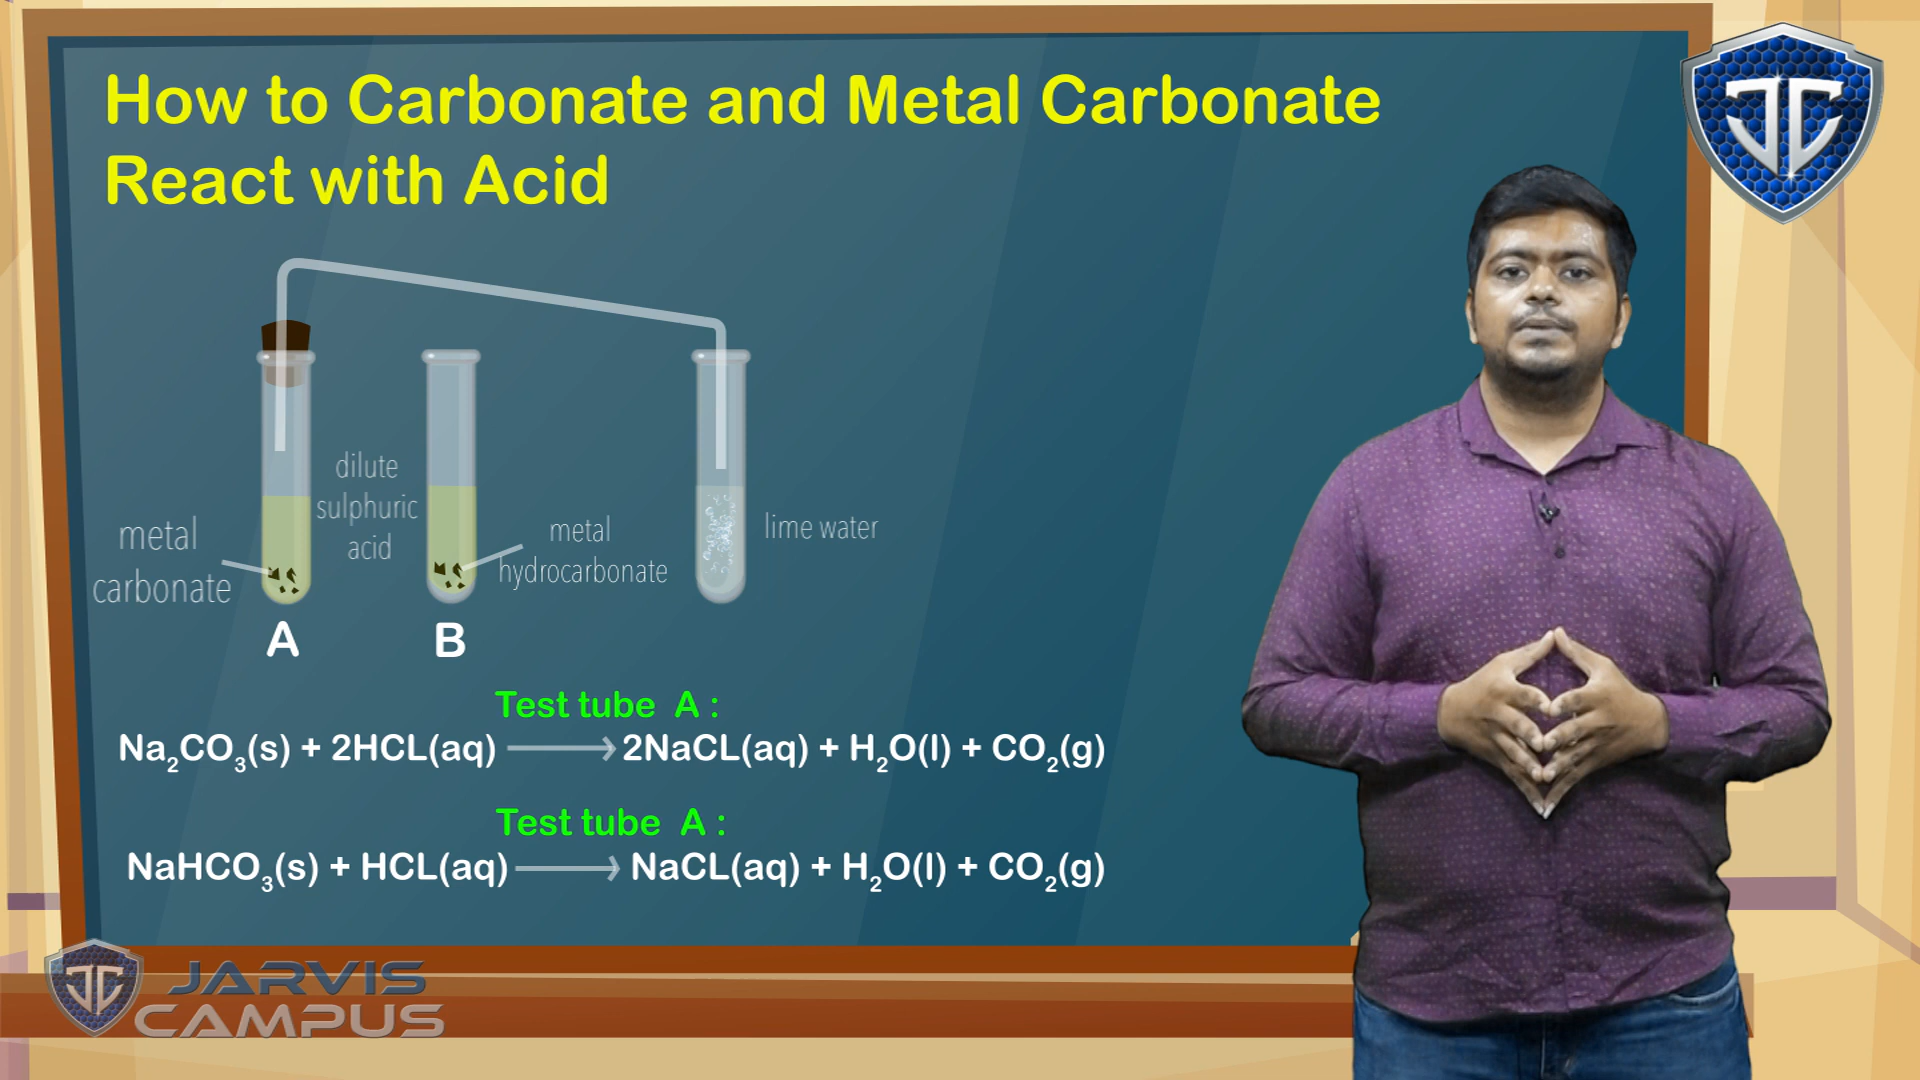 How to Carbonate and Metal Carbonate
React with Acid
dilute
sulphuric
acid
metal
carbonate
metal
hydrocarbonate
lime water
A
B
Test tube A :
Na₂CO₃(s) + 2HCL(aq) ⟶ 2NaCL(aq) + H₂O(l) + CO₂(g)
Test tube A :
NaHCO₃(s) + HCL(aq) ⟶ NaCL(aq) + H₂O(l) + CO₂(g)
JC
JC
JARVIS
CAMPUS